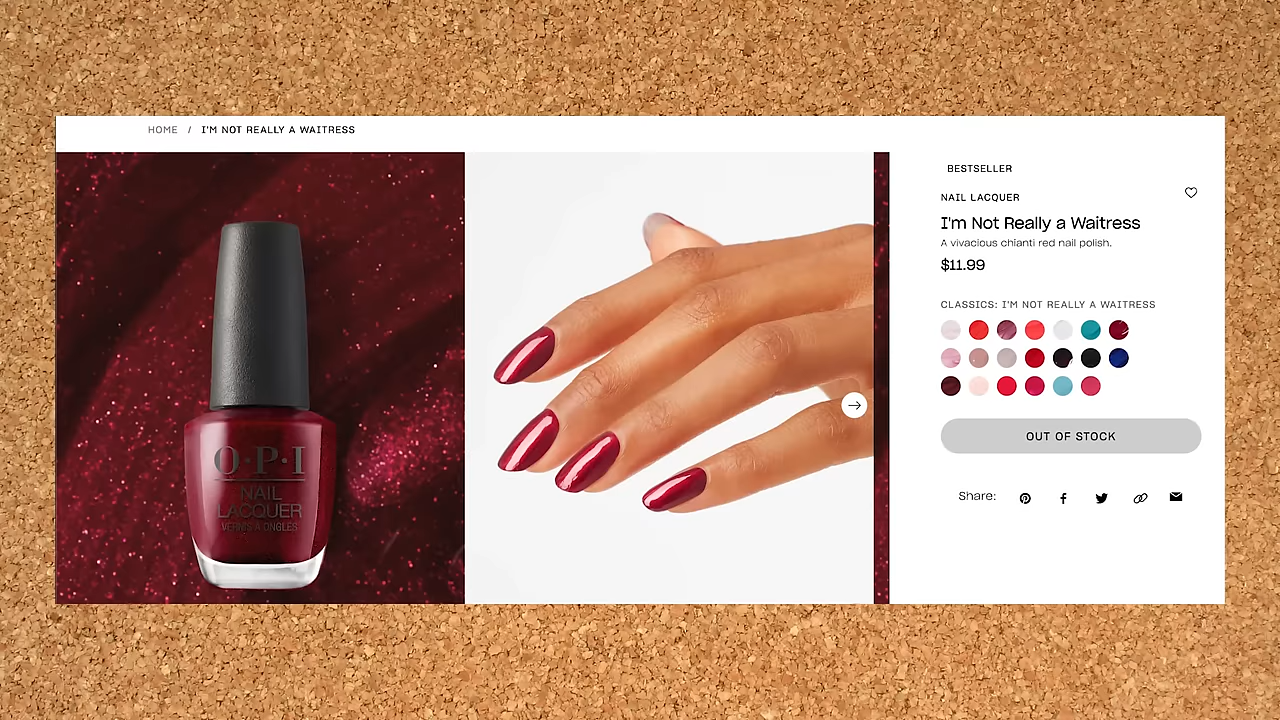 HOME / I'M NOT REALLY A WAITRESS
O·P·I
NAIL
LACQUER
VERNIS À ONGLES
BESTSELLER
NAIL LACQUER
I'm Not Really a Waitress
A vivacious chianti red nail polish.
$11.99
CLASSICS: I'M NOT REALLY A WAITRESS
OUT OF STOCK
Share: